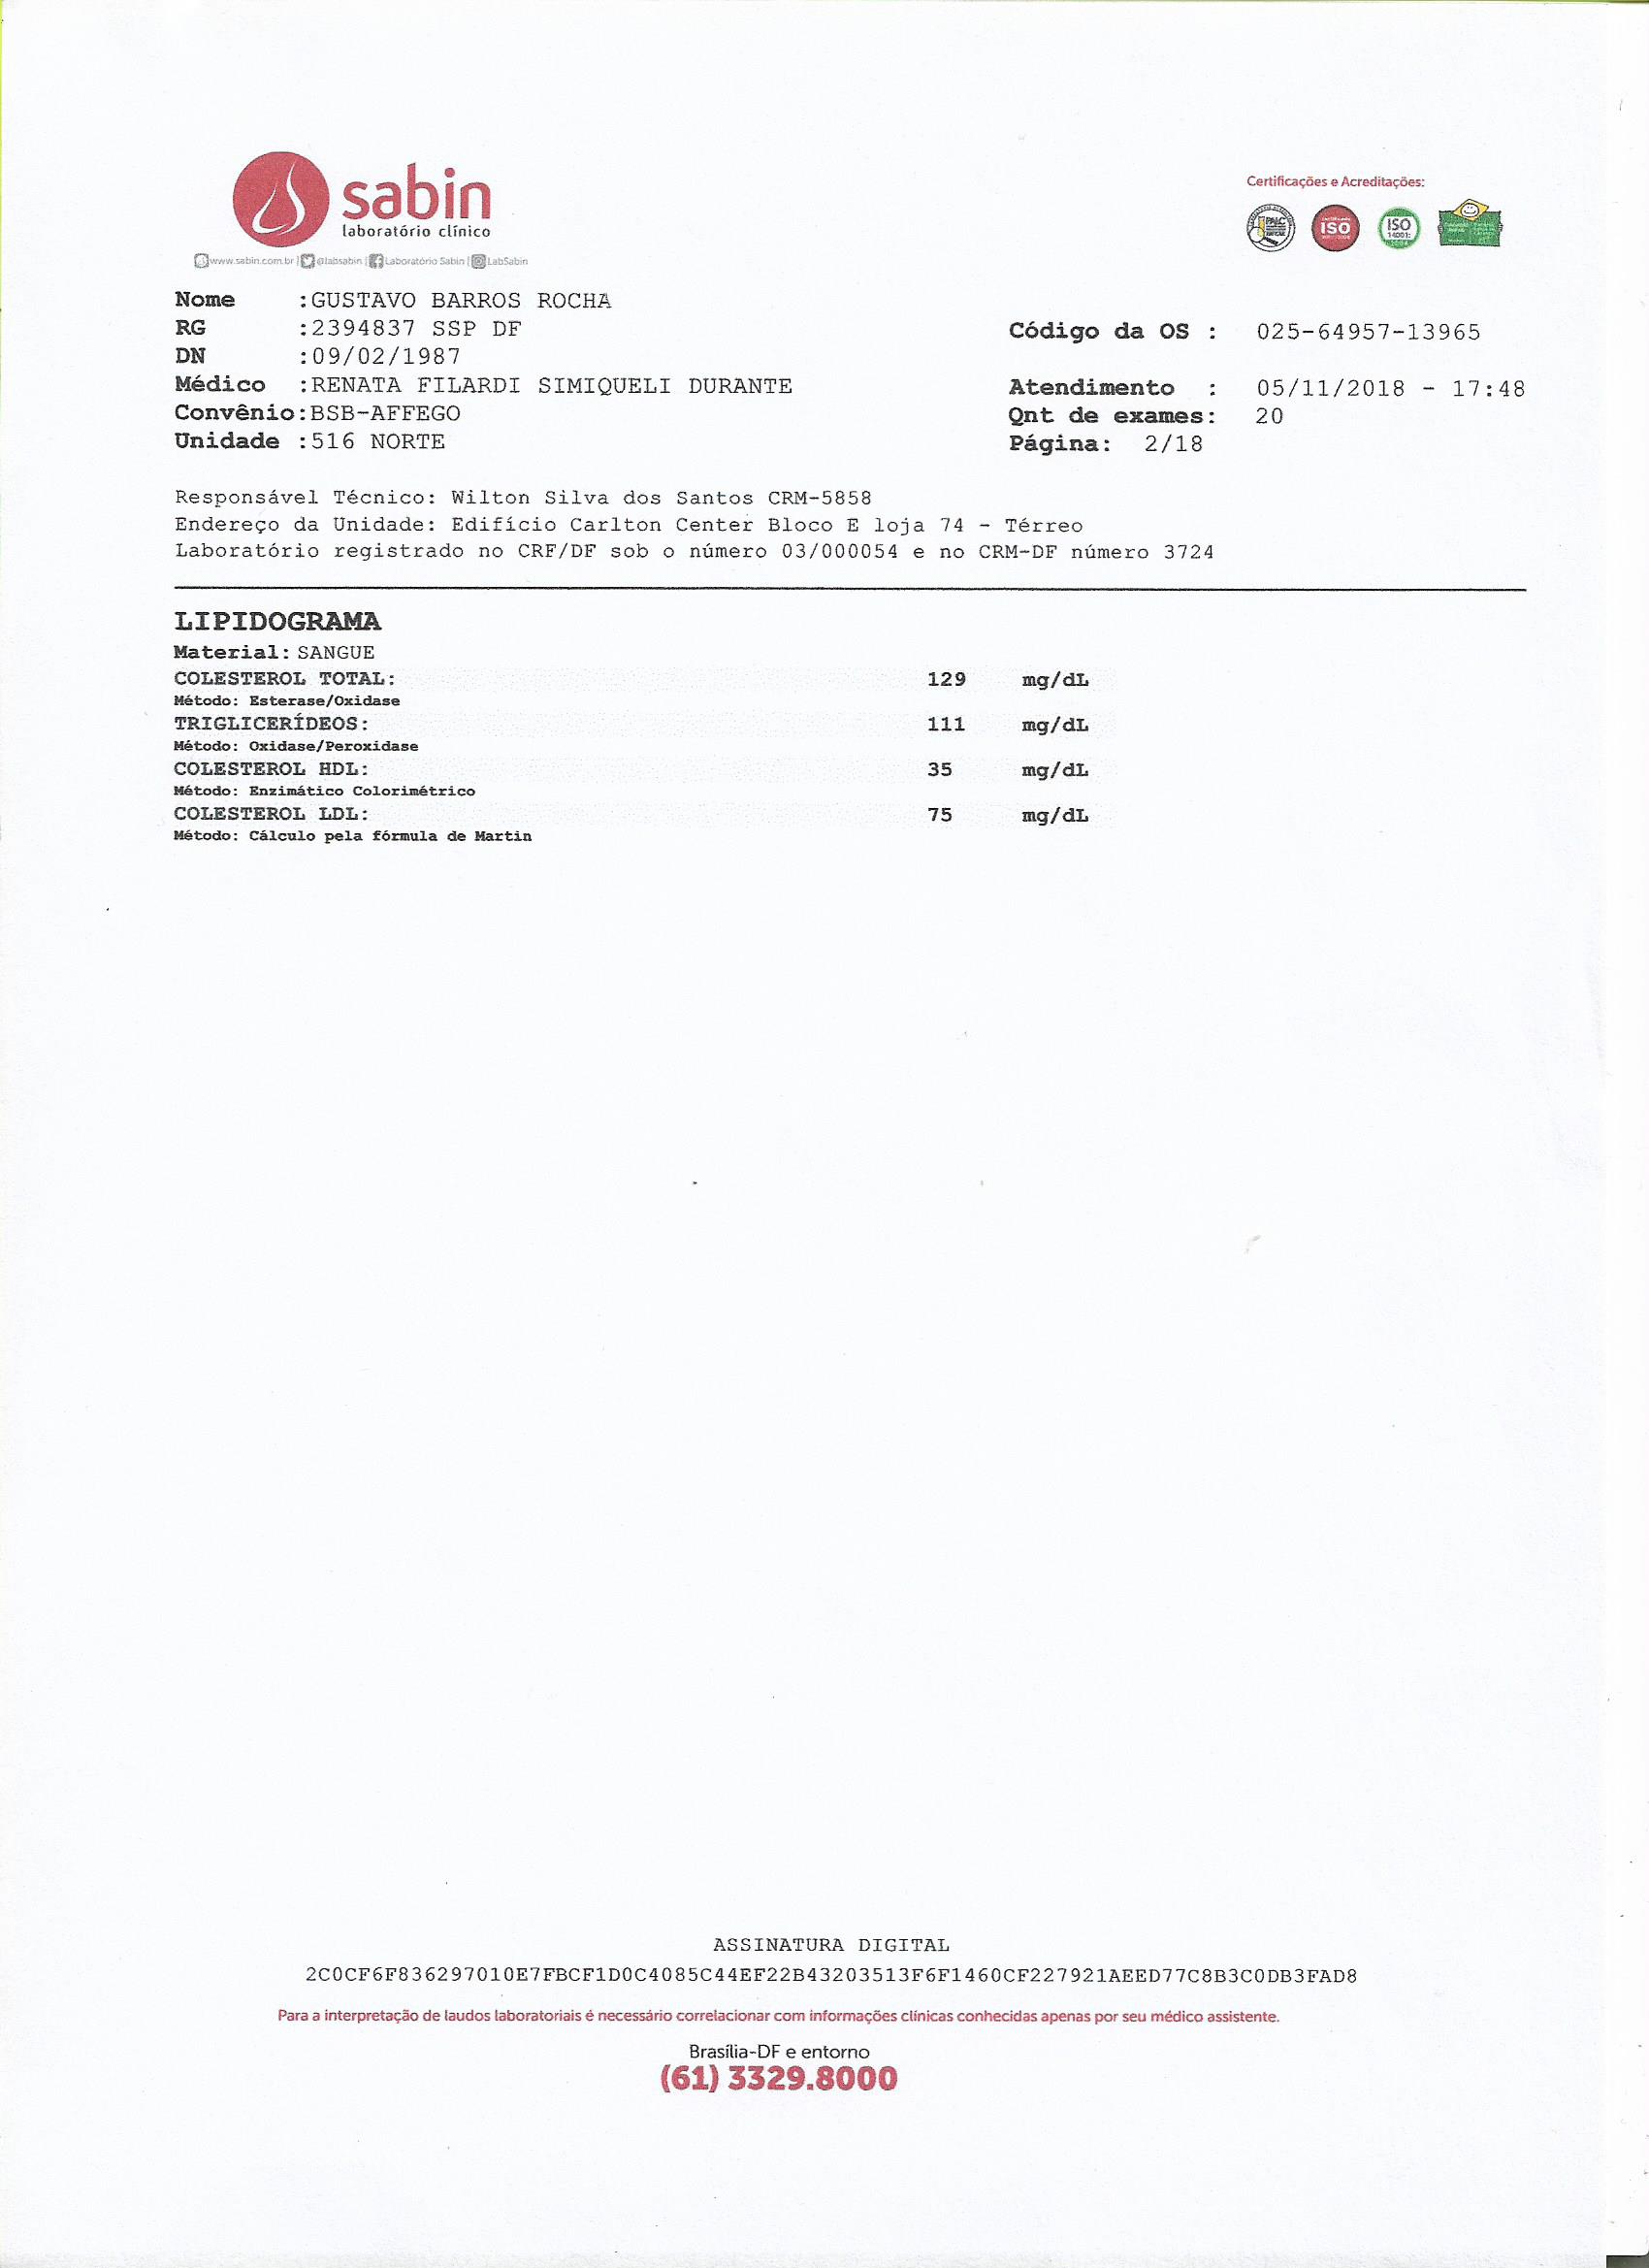 sabin
laboratório clínico
www.sabin.com.br | @labsabin | Laboratório Sabin | LabSabin
Certificações e Acreditações:
PALC ISO ISO 14001:
Nome :GUSTAVO BARROS ROCHA
RG :2394837 SSP DF
Código da OS : 025-64957-13965
DN :09/02/1987
Médico :RENATA FILARDI SIMIQUELI DURANTE
Atendimento : 05/11/2018 - 17:48
Convênio:BSB-AFFEGO
Qnt de exames: 20
Unidade :516 NORTE
Página: 2/18
Responsável Técnico: Wilton Silva dos Santos CRM-5858
Endereço da Unidade: Edifício Carlton Center Bloco E loja 74 - Térreo
Laboratório registrado no CRF/DF sob o número 03/000054 e no CRM-DF número 3724
LIPIDOGRAMA
Material: SANGUE
COLESTEROL TOTAL: 129 mg/dL
Método: Esterase/Oxidase
TRIGLICERÍDEOS: 111 mg/dL
Método: Oxidase/Peroxidase
COLESTEROL HDL: 35 mg/dL
Método: Enzimático Colorimétrico
COLESTEROL LDL: 75 mg/dL
Método: Cálculo pela fórmula de Martin
ASSINATURA DIGITAL
2C0CF6F836297010E7FBCF1D0C4085C44EF22B43203513F6F1460CF227921AEED77C8B3C0DB3FAD8
Para a interpretação de laudos laboratoriais é necessário correlacionar com informações clínicas conhecidas apenas por seu médico assistente.
Brasília-DF e entorno
(61) 3329.8000